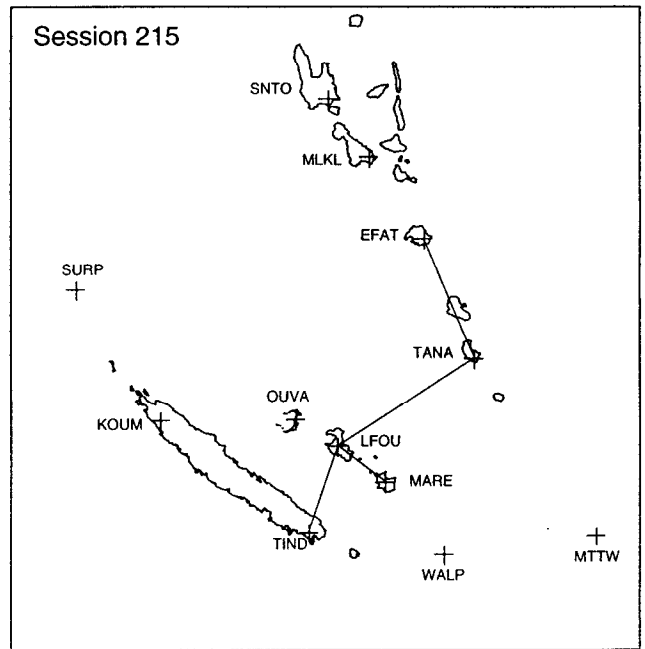 Session 215
SNTO
MLKL
EFAT
SURP
TANA
OUVA
KOUM
LFOU
MARE
TIND
WALP
MTTW